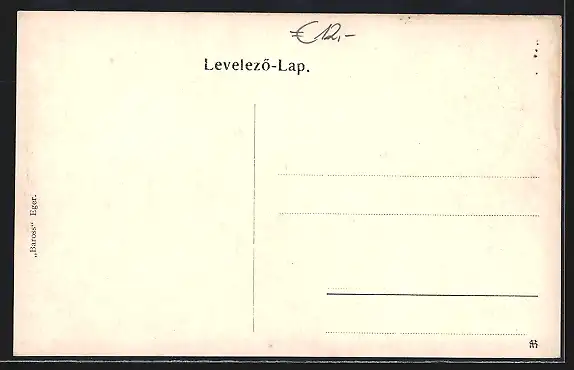 € 12,-
Levelező-Lap.
„Baross" Eger.